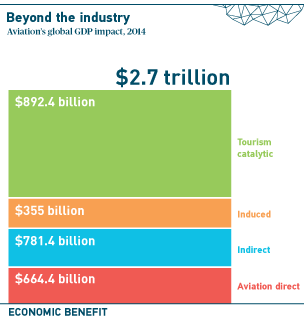 Beyond the industry
Aviation's global GDP impact, 2014
$2.7 trillion
$892.4 billion
Tourism
catalytic
$355 billion
Induced
$781.4 billion
Indirect
$664.4 billion
Aviation direct
ECONOMIC BENEFIT